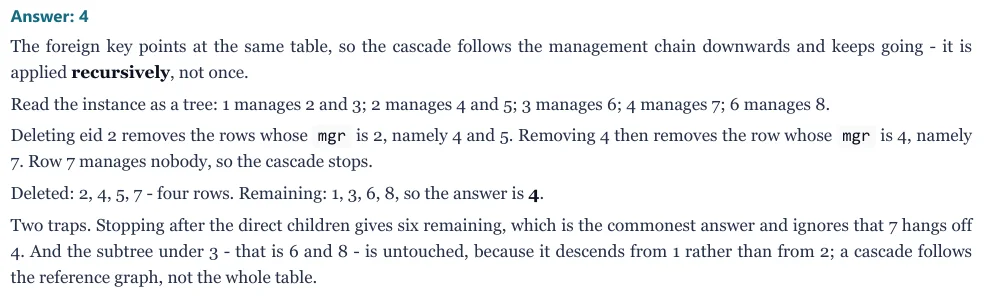 Answer: 4
The foreign key points at the same table, so the cascade follows the management chain downwards and keeps going - it is
applied recursively, not once.
Read the instance as a tree: 1 manages 2 and 3; 2 manages 4 and 5; 3 manages 6; 4 manages 7; 6 manages 8.
Deleting eid 2 removes the rows whose mgr is 2, namely 4 and 5. Removing 4 then removes the row whose mgr is 4, namely
7. Row 7 manages nobody, so the cascade stops.
Deleted: 2, 4, 5, 7 - four rows. Remaining: 1, 3, 6, 8, so the answer is 4.
Two traps. Stopping after the direct children gives six remaining, which is the commonest answer and ignores that 7 hangs off
4. And the subtree under 3 - that is 6 and 8 - is untouched, because it descends from 1 rather than from 2; a cascade follows
the reference graph, not the whole table.